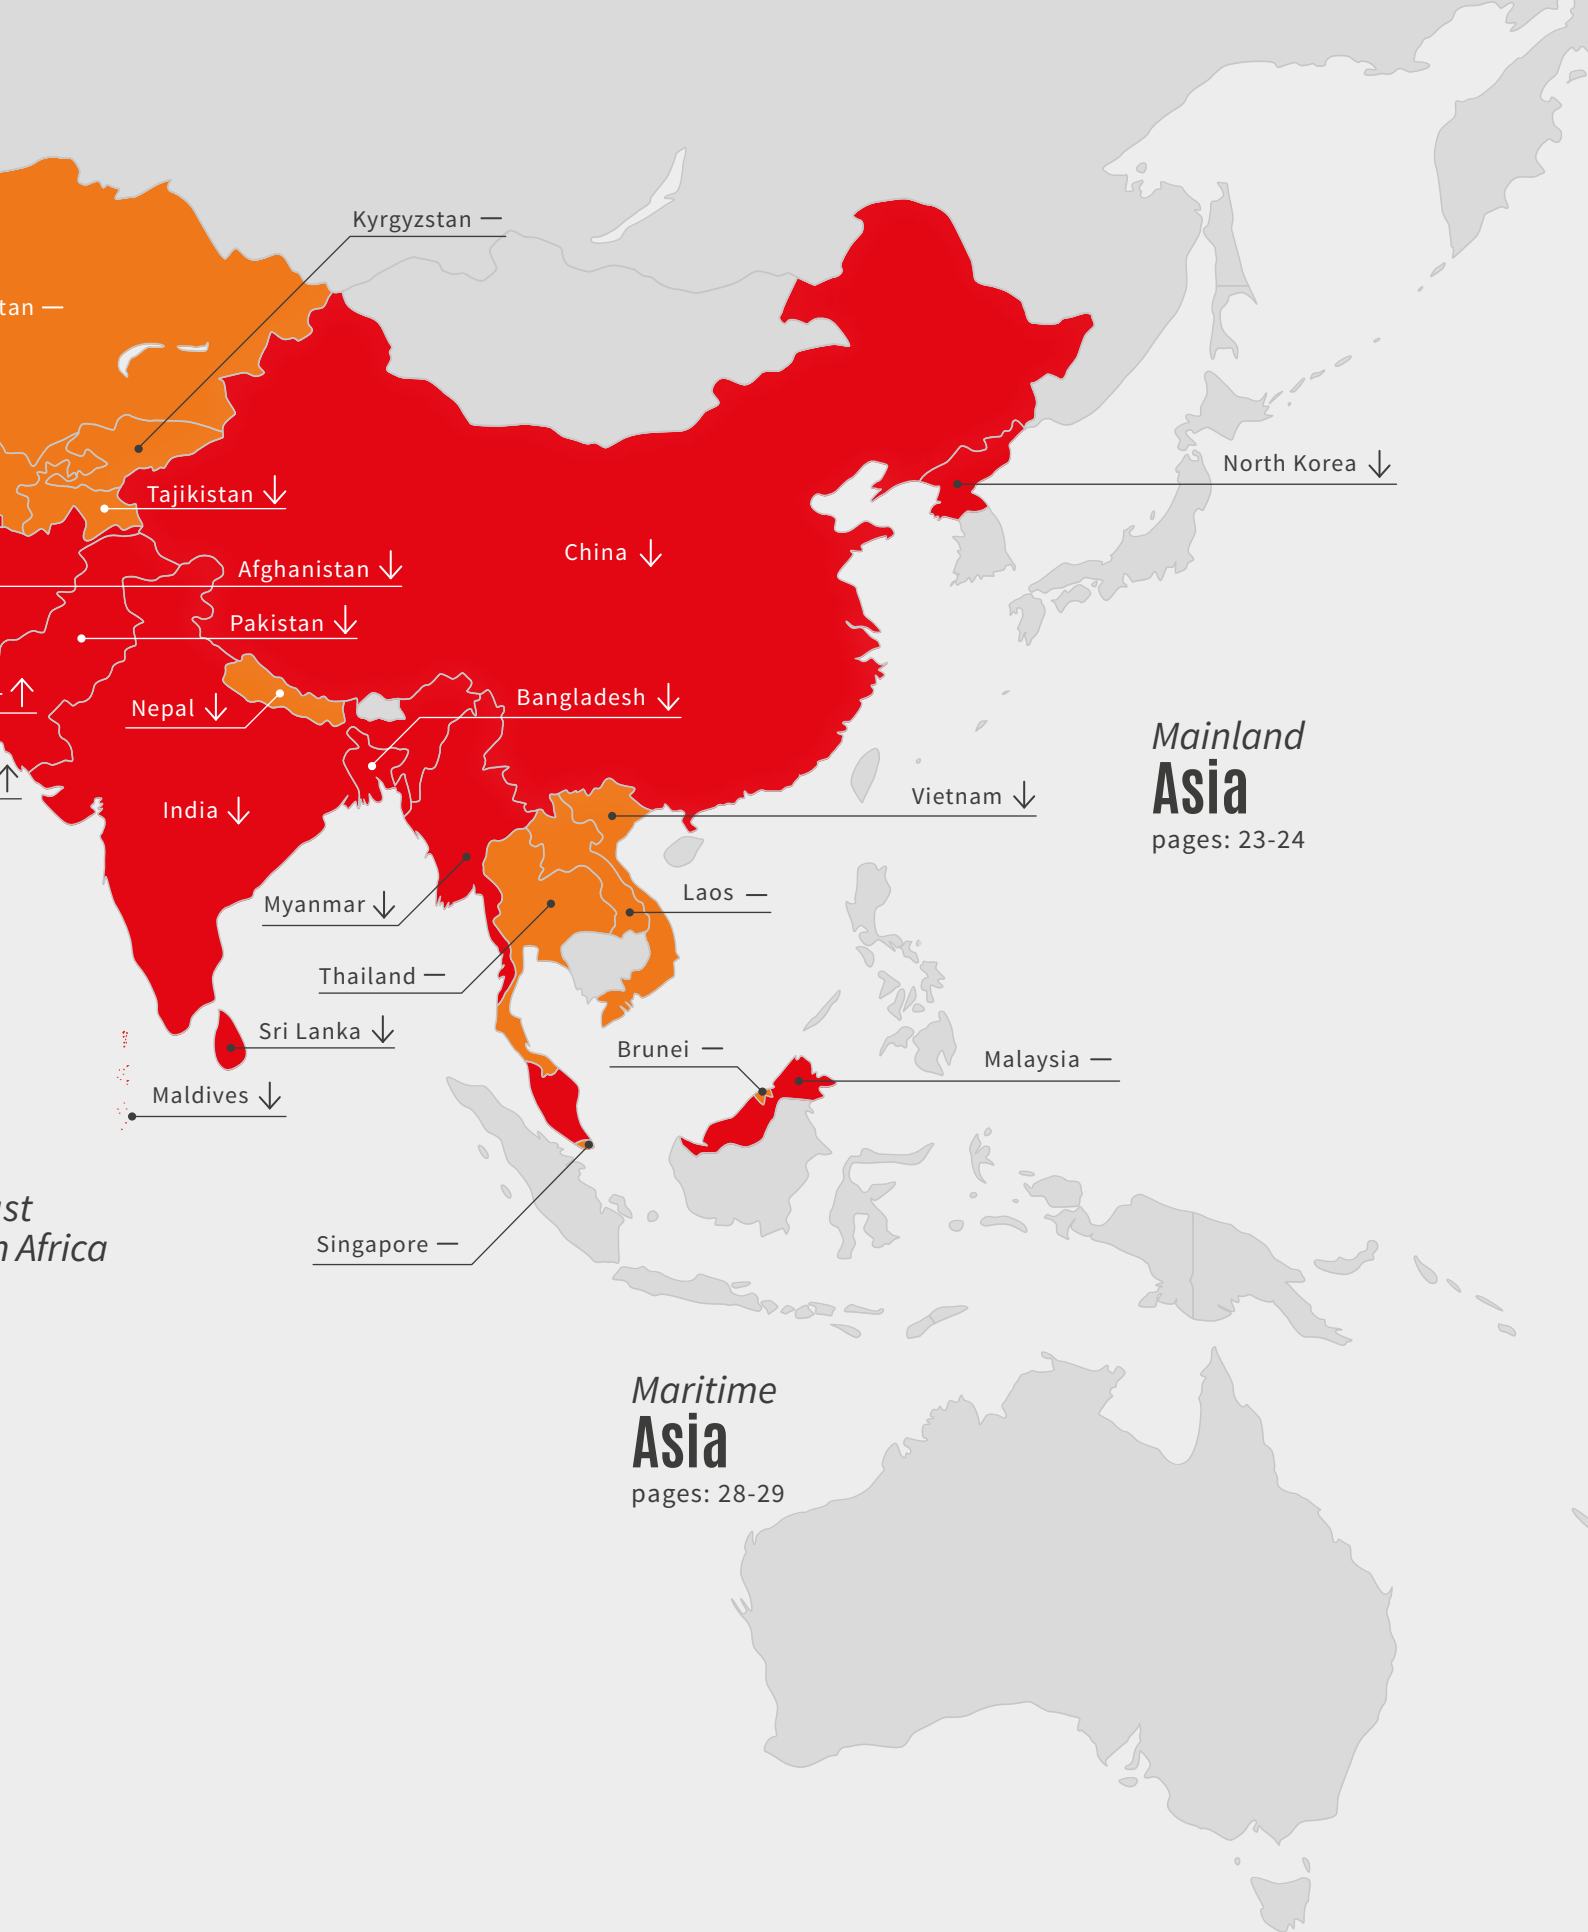 Kyrgyzstan —
tan —
North Korea ↓
Tajikistan ↓
China ↓
Afghanistan ↓
Pakistan ↓
↑
Nepal ↓
Bangladesh ↓
Mainland
Asia
pages: 23-24
↑
India ↓
Vietnam ↓
Myanmar ↓
Laos —
Thailand —
Sri Lanka ↓
Brunei —
Malaysia —
Maldives ↓
st
Africa
Singapore —
Maritime
Asia
pages: 28-29